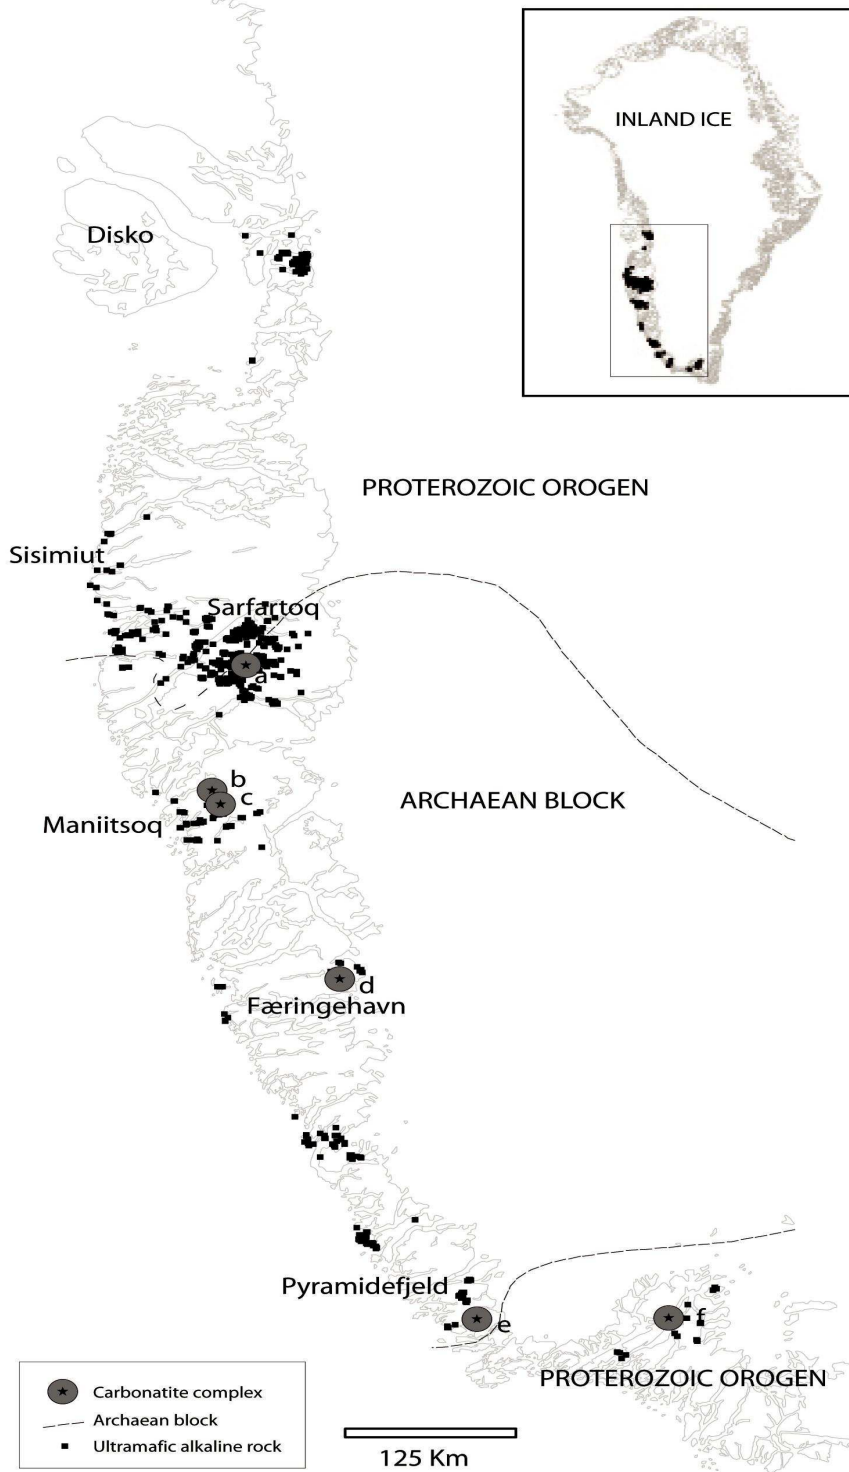 INLAND ICE
Disko
PROTEROZOIC OROGEN
Sisimiut
Sarfartoq
a
b
c
ARCHAEAN BLOCK
Maniitsoq
d
Færingehavn
Pyramidefjeld
e
f
PROTEROZOIC OROGEN
Carbonatite complex
Archaean block
Ultramafic alkaline rock
125 Km